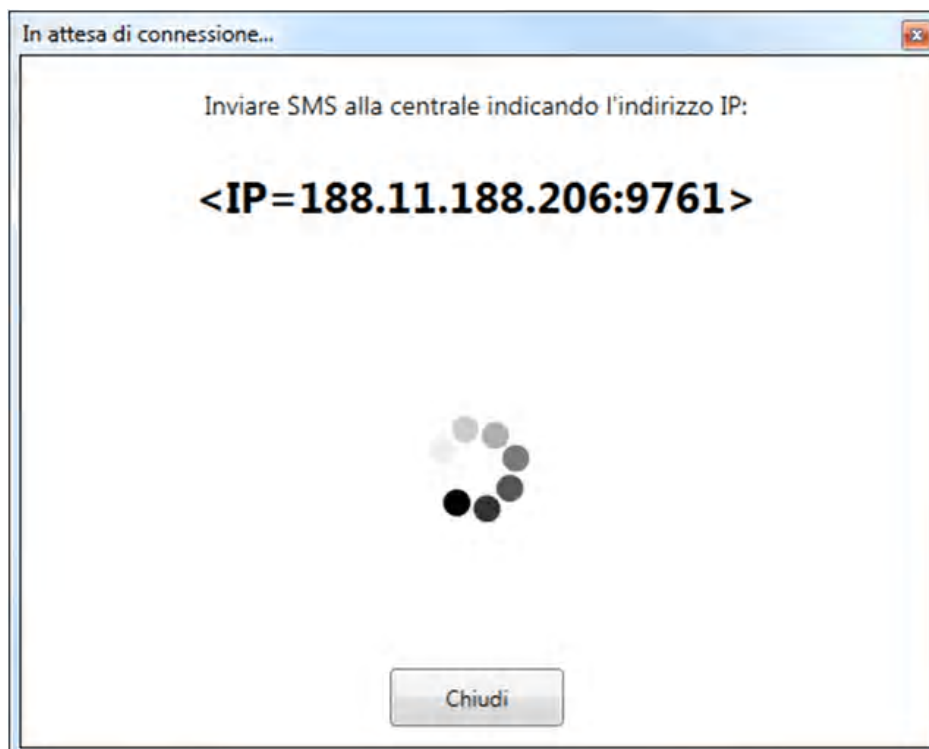 In attesa di connessione...
Inviare SMS alla centrale indicando l'indirizzo IP:
<IP=188.11.188.206:9761>
Chiudi